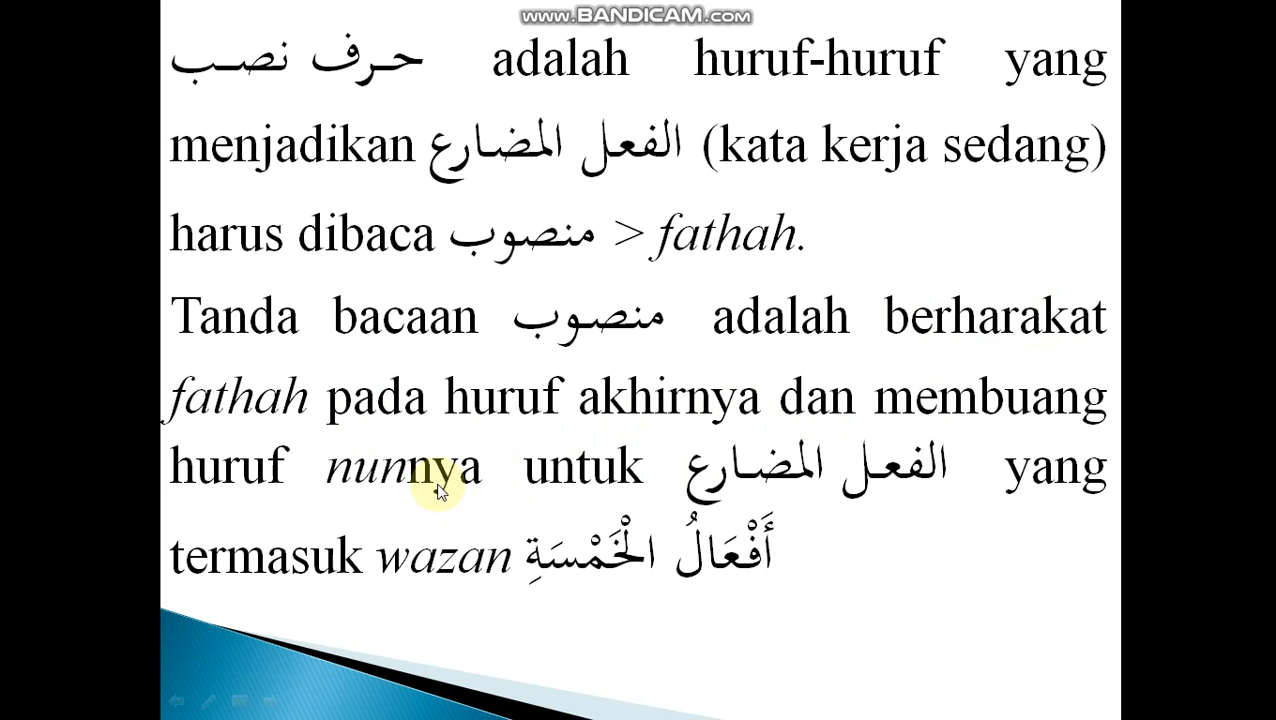 www.BANDICAM.com
حرف نصب adalah huruf-huruf yang
menjadikan الفعل المضارع (kata kerja sedang)
harus dibaca منصوب > fathah.
Tanda bacaan منصوب adalah berharakat
fathah pada huruf akhirnya dan membuang
huruf nunnya untuk الفعل المضارع yang
termasuk wazan أَفْعَالُ الْخَمْسَةِ